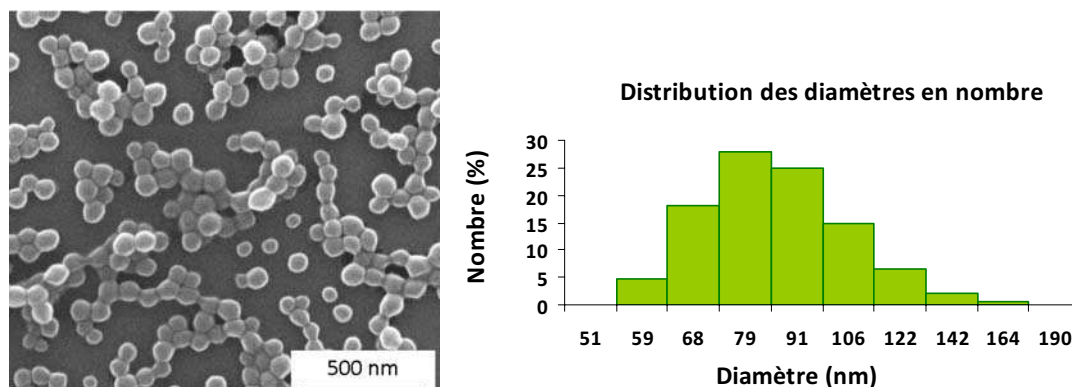 500 nm
Distribution des diamètres en nombre
Nombre (%)
30
25
20
15
10
5
0
51 59 68 79 91 106 122 142 164 190
Diamètre (nm)